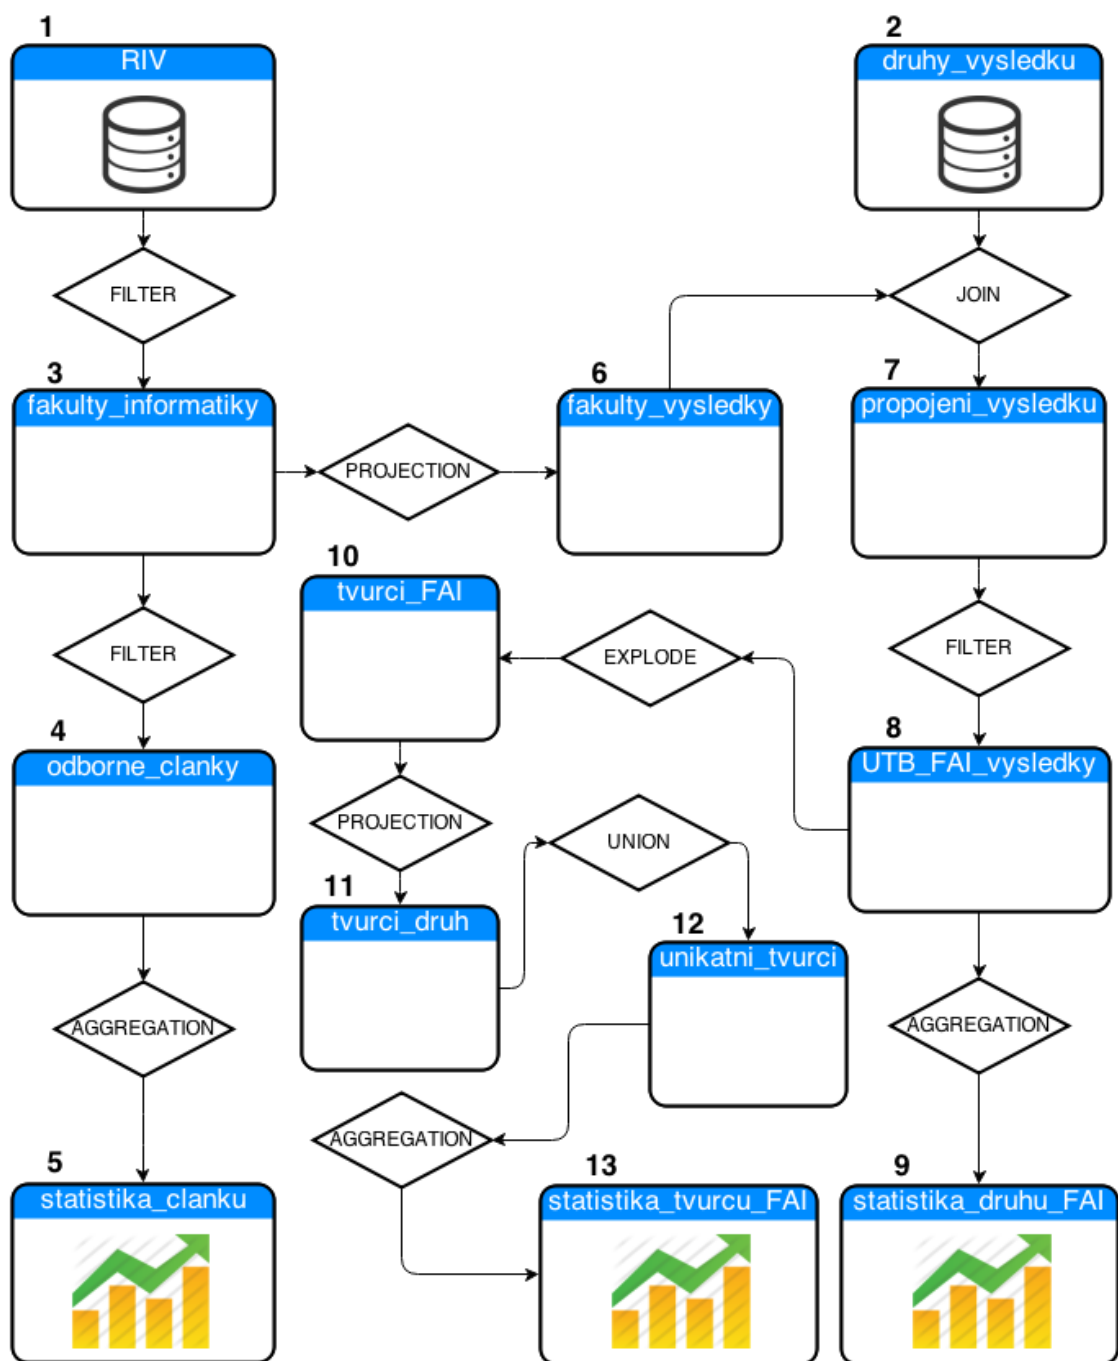 1
RIV
2
druhy_vysledku
FILTER
JOIN
3
fakulty_informatiky
6
fakulty_vysledky
7
propojeni_vysledku
PROJECTION
10
tvurci_FAI
FILTER
EXPLODE
FILTER
4
odborne_clanky
8
UTB_FAI_vysledky
PROJECTION
UNION
11
tvurci_druh
12
unikatni_tvurci
AGGREGATION
AGGREGATION
AGGREGATION
5
statistika_clanku
13
statistika_tvurcu_FAI
9
statistika_druhu_FAI